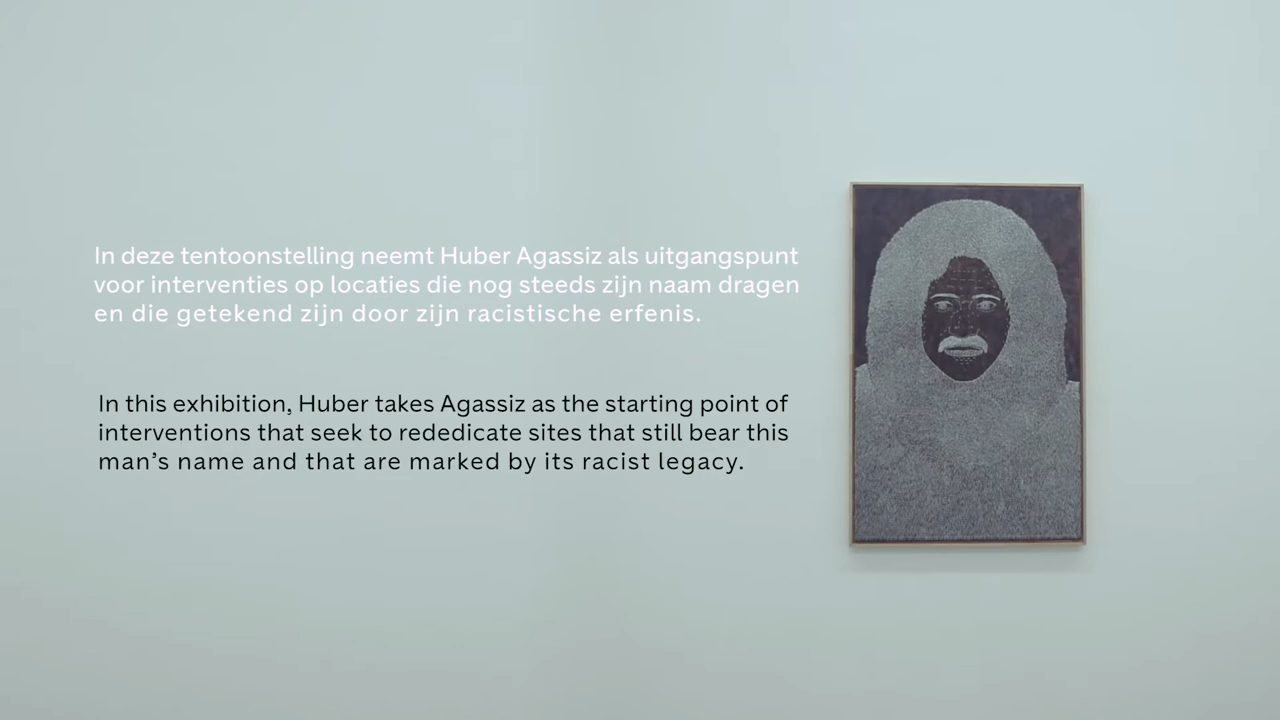 In deze tentoonstelling neemt Huber Agassiz als uitgangspunt
voor interventies op locaties die nog steeds zijn naam dragen
en die getekend zijn door zijn racistische erfenis.
In this exhibition, Huber takes Agassiz as the starting point of
interventions that seek to rededicate sites that still bear this
man’s name and that are marked by its racist legacy.